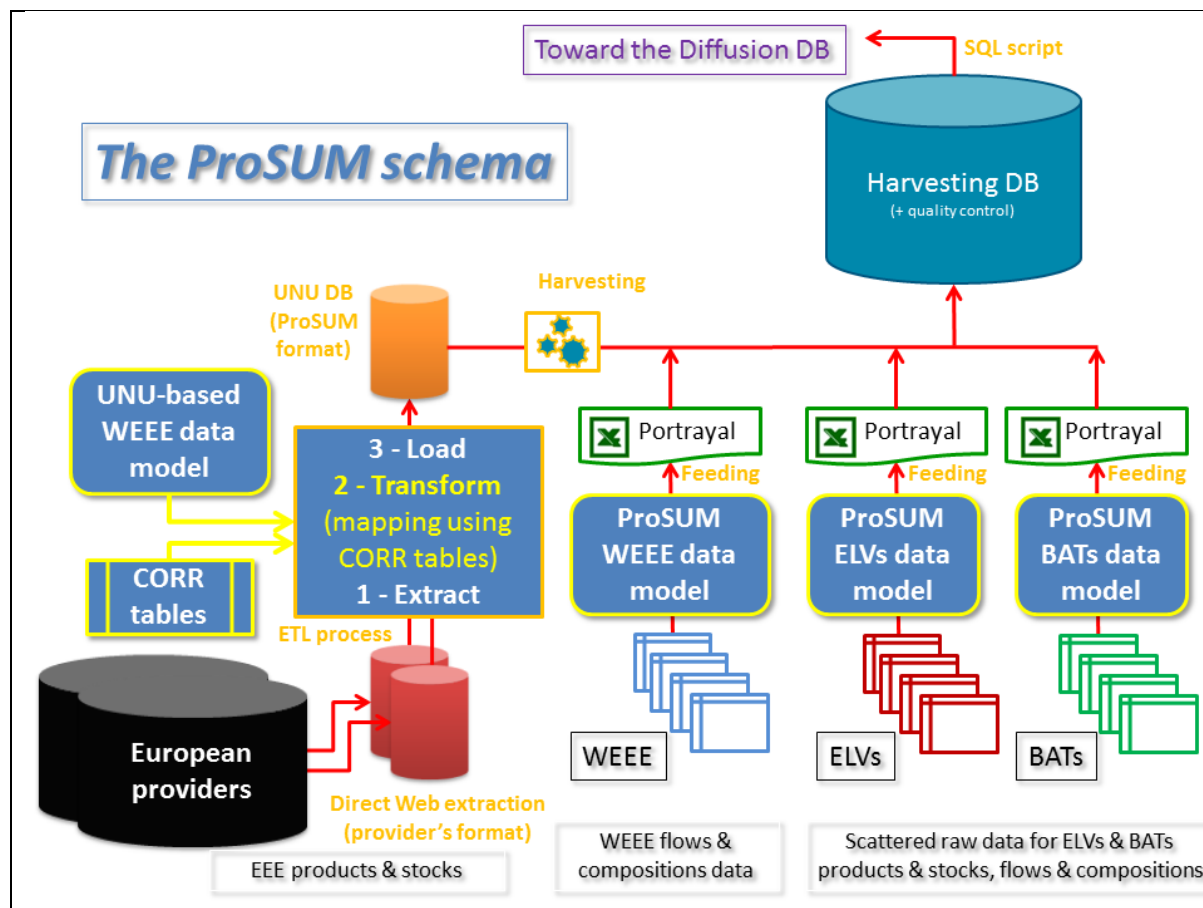 Toward the Diffusion DB
SQL script
The ProSUM schema
Harvesting DB
(+ quality control)
UNU DB
(ProSUM
format)
Harvesting
UNU-based
WEEE data
model
3 - Load
2 - Transform
(mapping using
CORR tables)
1 - Extract
CORR
tables
ETL process
Portrayal
Portrayal
Portrayal
Feeding
Feeding
Feeding
ProSUM
WEEE data
model
ProSUM
ELVs data
model
ProSUM
BATs data
model
European
providers
WEEE
ELVs
BATs
Direct Web extraction
(provider's format)
EEE products & stocks
WEEE flows &
compositions data
Scattered raw data for ELVs & BATs
products & stocks, flows & compositions